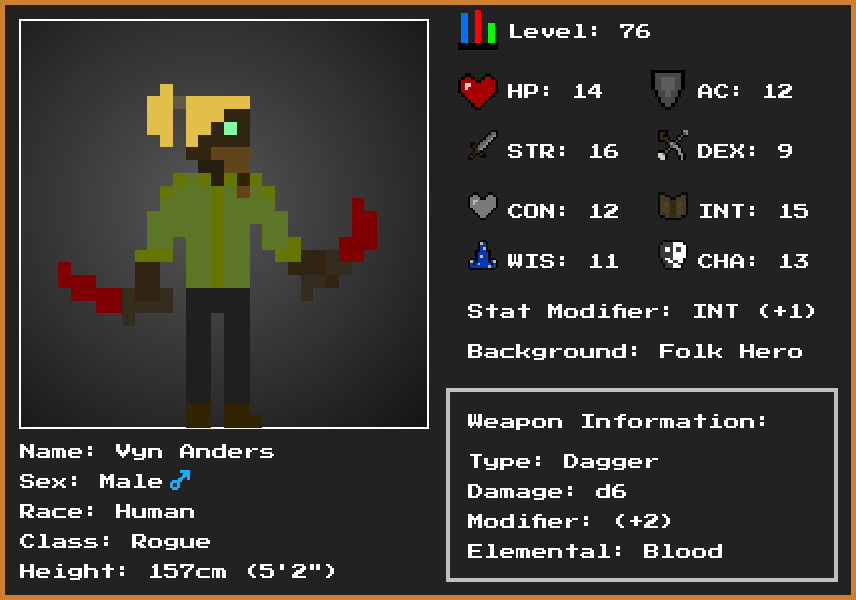 Level: 76
HP: 14
AC: 12
STR: 16
DEX: 9
CON: 12
INT: 15
WIS: 11
CHA: 13
Stat Modifier: INT (+1)
Background: Folk Hero
Weapon Information:
Type: Dagger
Damage: d6
Modifier: (+2)
Elemental: Blood
Name: Vyn Anders
Sex: Male♂
Race: Human
Class: Rogue
Height: 157cm (5'2")